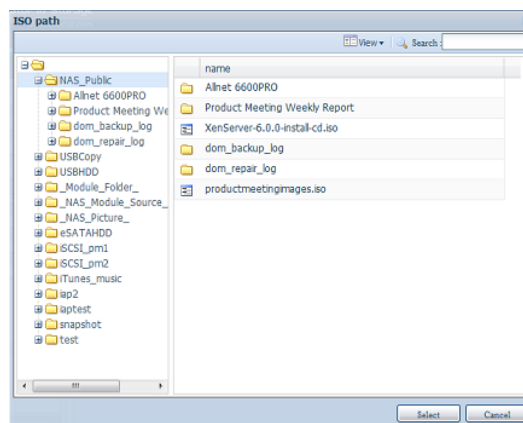 ISO path
View
Search :
NAS_Public
Allnet 6600PRO
Product Meeting We
dom_backup_log
dom_repair_log
USBCopy
USBHDD
_Module_Folder_
_NAS_Module_Source_
_NAS_Picture_
eSATAHDD
iSCSI_pm1
iSCSI_pm2
iTunes_music
iap2
iaptest
snapshot
test
name
Allnet 6600PRO
Product Meeting Weekly Report
XenServer-6.0.0-install-cd.iso
dom_backup_log
dom_repair_log
productmeetingimages.iso
Select
Cancel